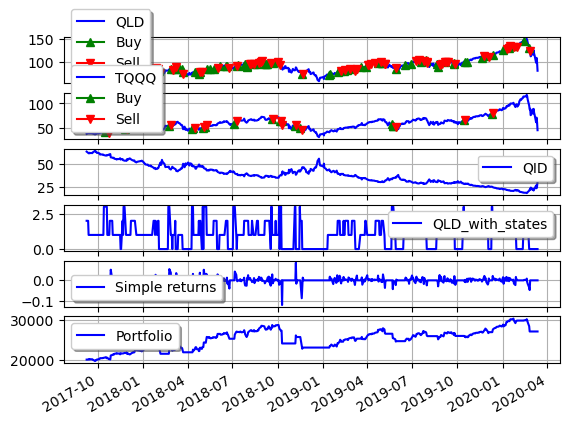 QLD
Buy
Sell
150
100
TQQQ
Buy
Sell
100
50
QID
50
25
QLD_with_states
2.5
0.0
Simple returns
0.0
−0.1
Portfolio
30000
20000
2017-10 2018-01 2018-04 2018-07 2018-10 2019-01 2019-04 2019-07 2019-10 2020-01 2020-04